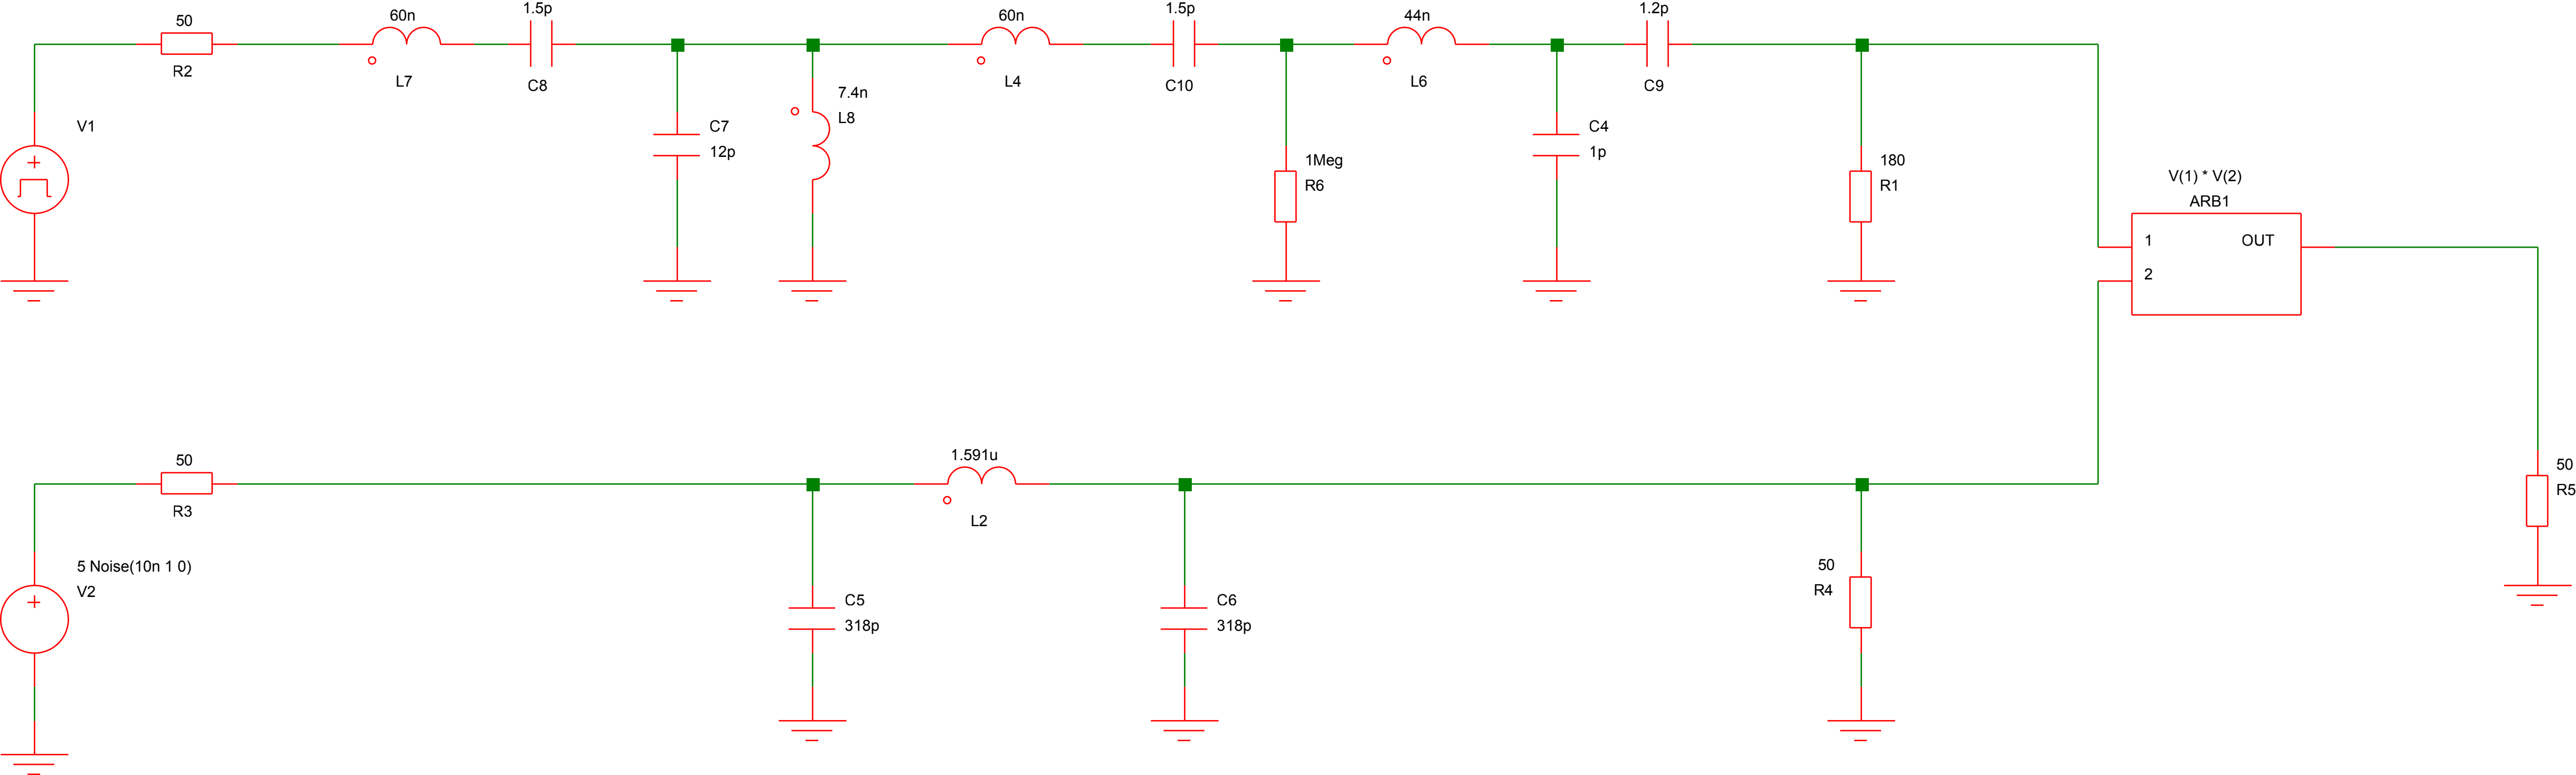 50
R2
60n
L7
1.5p
C8
60n
L4
1.5p
C10
44n
L6
1.2p
C9
V1
C7
12p
7.4n
L8
1Meg
R6
C4
1p
180
R1
V(1) * V(2)
ARB1
1
OUT
2
50
R3
5 Noise(10n 1 0)
V2
C5
318p
1.591u
L2
C6
318p
50
R4
50
R5